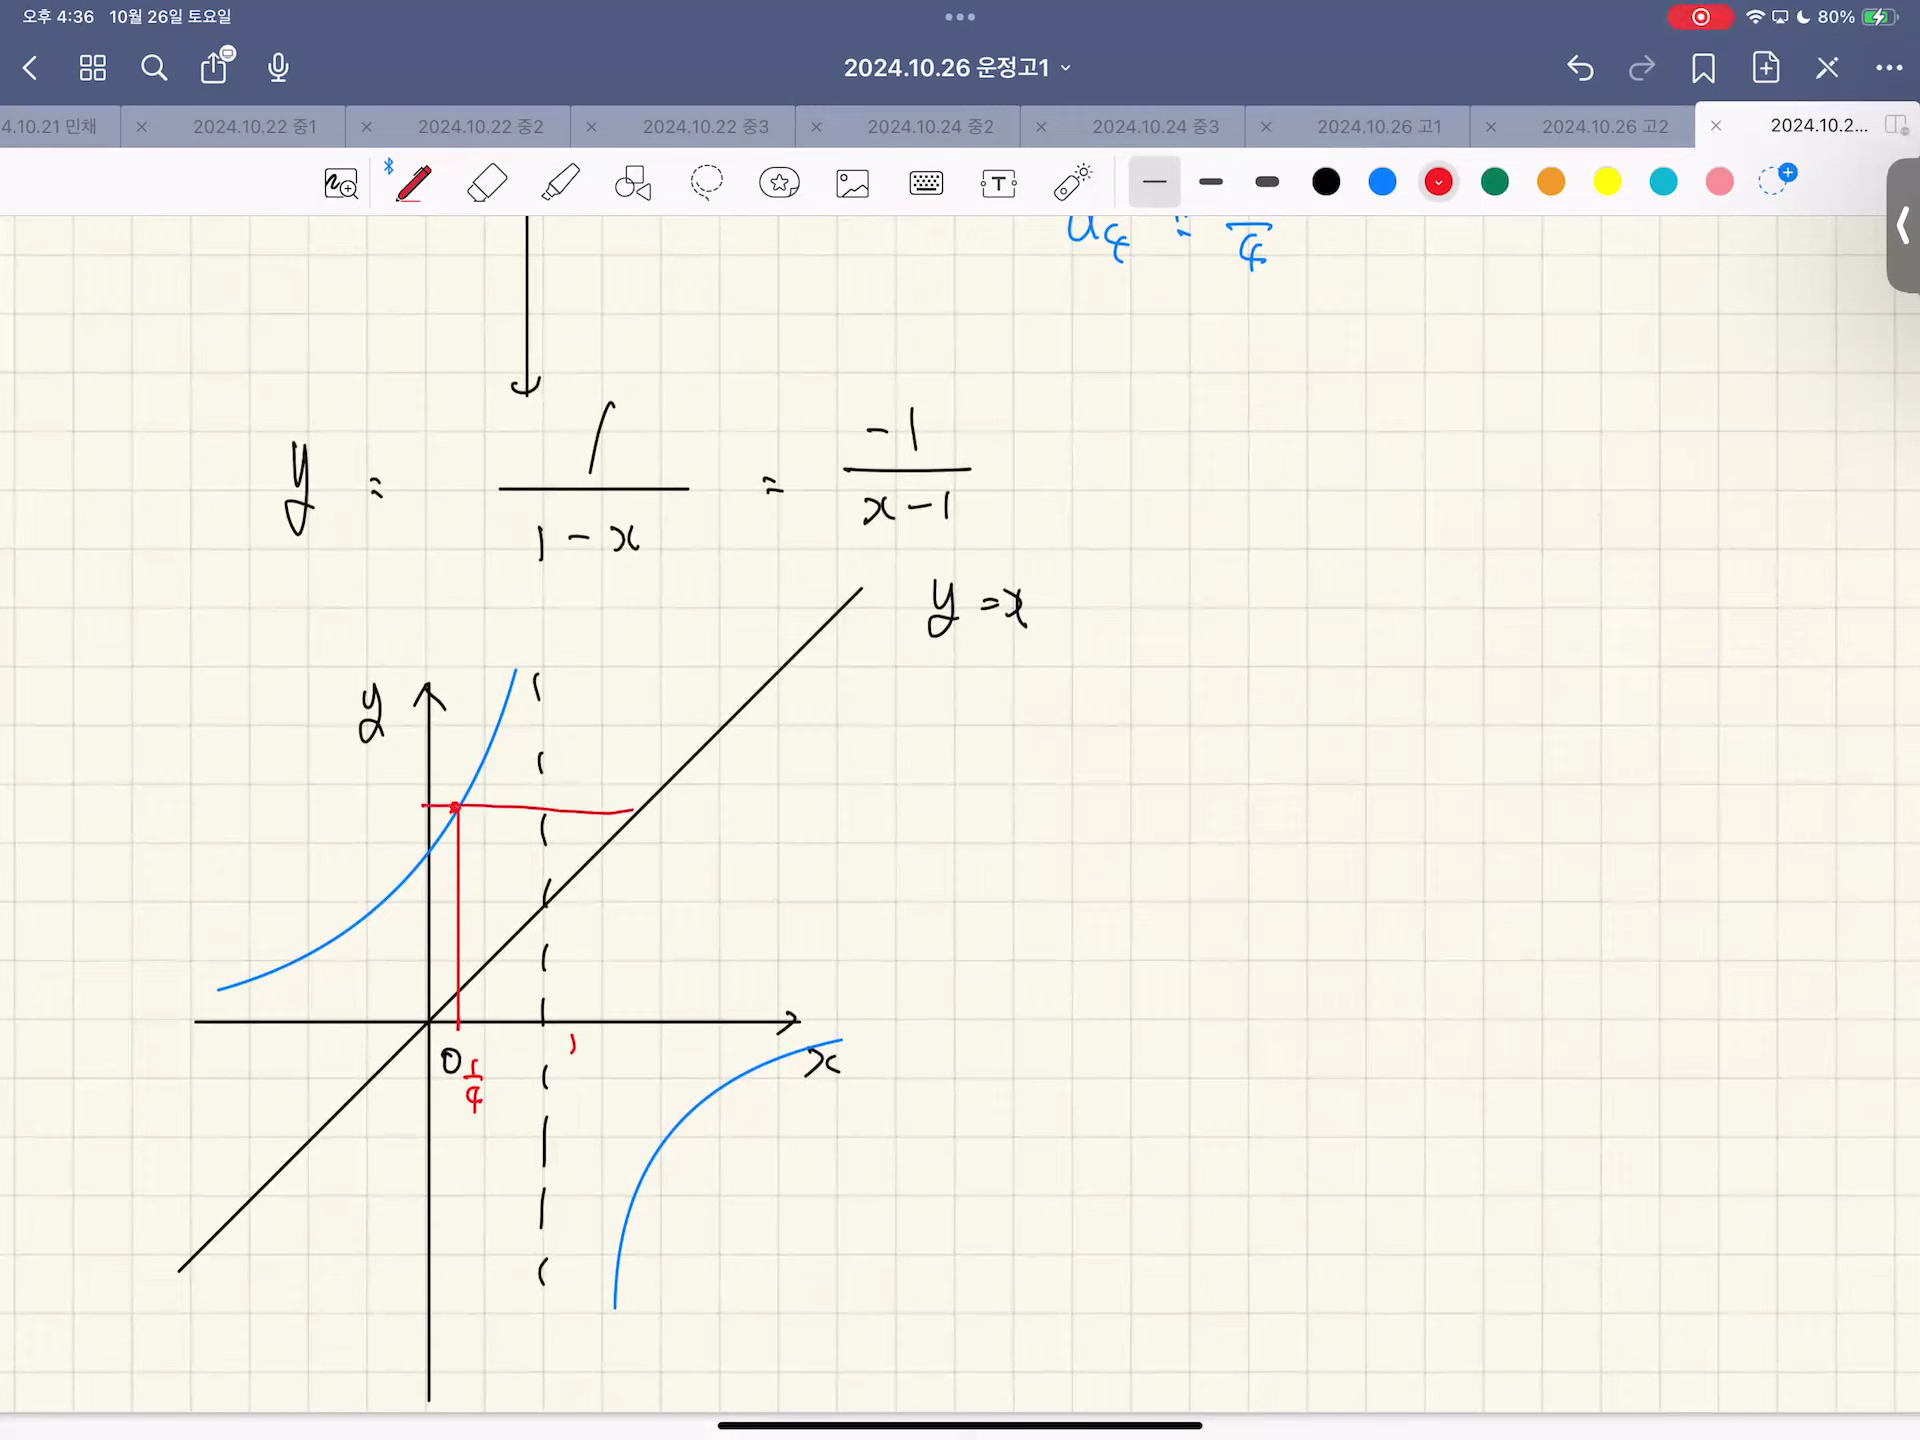 오후 4:36 10월 26일 토요일
80%
2024.10.26 운정고1
4.10.21 민채
2024.10.22 중1
2024.10.22 중2
2024.10.22 중3
2024.10.24 중2
2024.10.24 중3
2024.10.26 고1
2024.10.26 고2
2024.10.2...
T
y = 1/(1-x) = -1/(x-1)
y = x
y
0
1/4
1
x